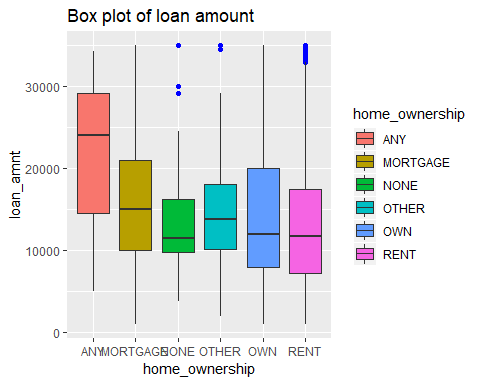 Box plot of loan amount
loan_amnt
30000
20000
10000
0
ANY MORTGAGE NONE OTHER OWN RENT
home_ownership
home_ownership
ANY
MORTGAGE
NONE
OTHER
OWN
RENT